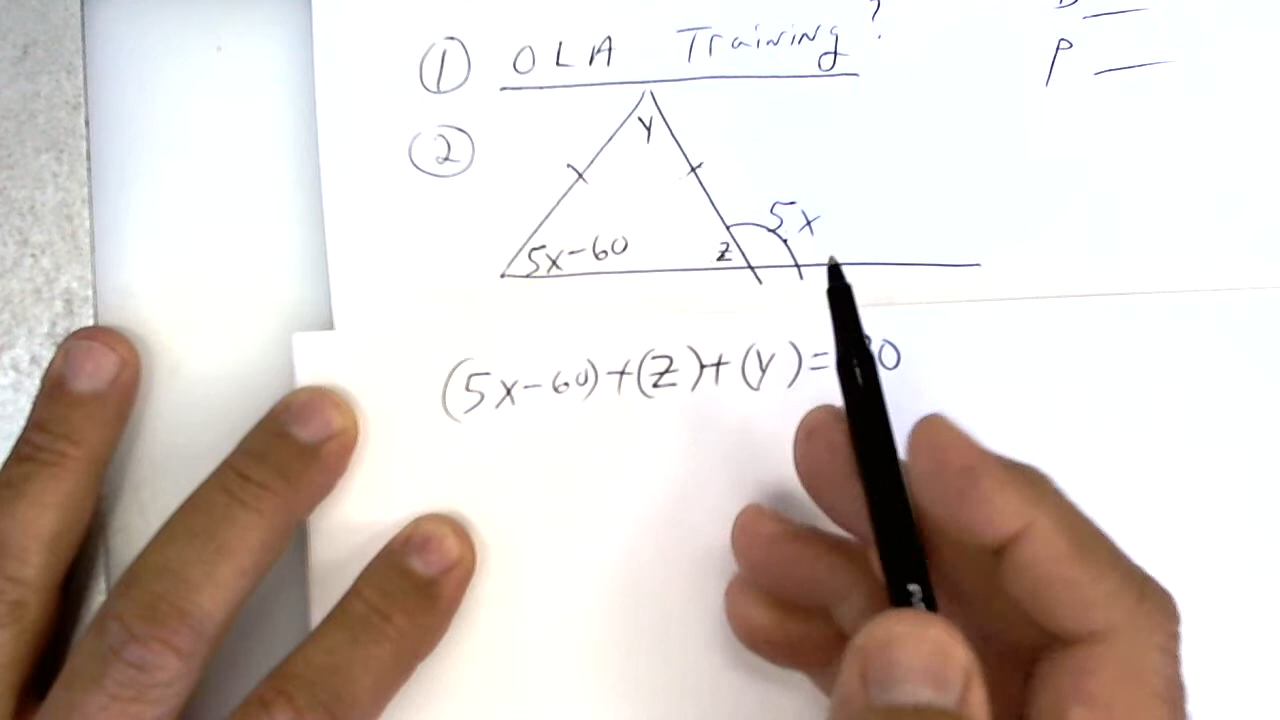 ① OLA Training?
P
②
y
5x
5x-60
z
(5x-60)+(z)+(y)=